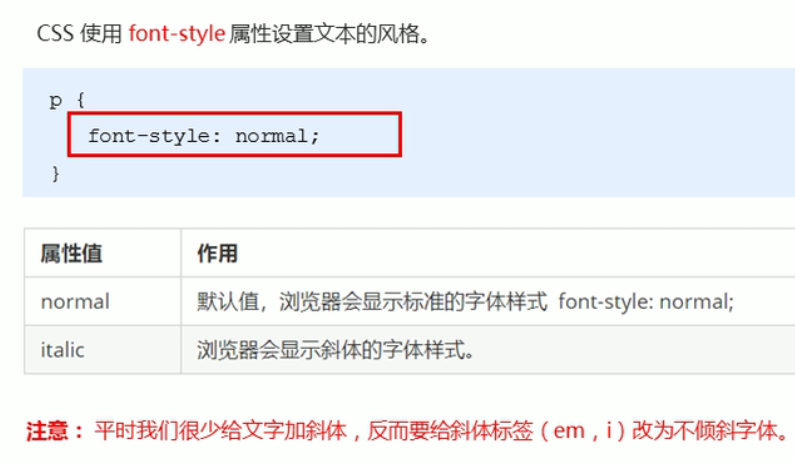 CSS 使用 font-style 属性设置文本的风格。
p {
font-style: normal;
}
属性值 作用
normal 默认值，浏览器会显示标准的字体样式 font-style: normal;
italic 浏览器会显示斜体的字体样式。
注意： 平时我们很少给文字加斜体，反而要给斜体标签（em，i）改为不倾斜字体。